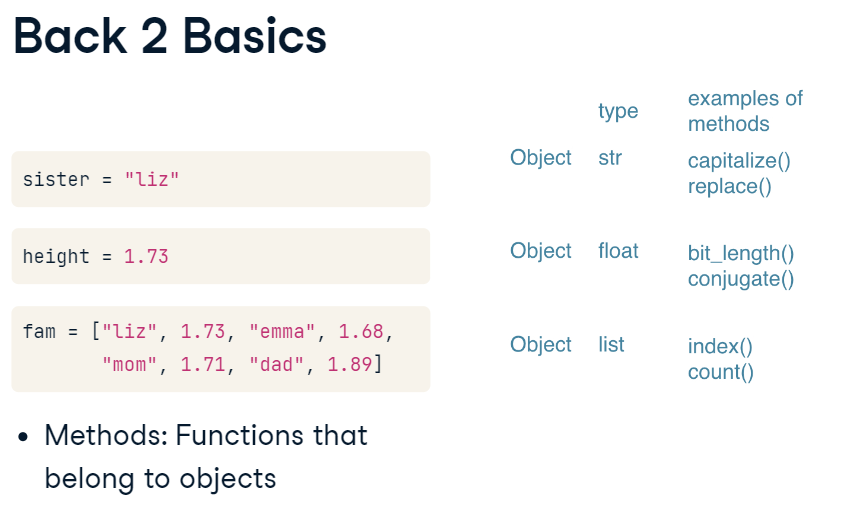 Back 2 Basics
type
examples of
methods
sister = "liz"
Object str capitalize()
replace()
height = 1.73
Object float bit_length()
conjugate()
fam = ["liz", 1.73, "emma", 1.68,
"mom", 1.71, "dad", 1.89]
Object list index()
count()
• Methods: Functions that
belong to objects